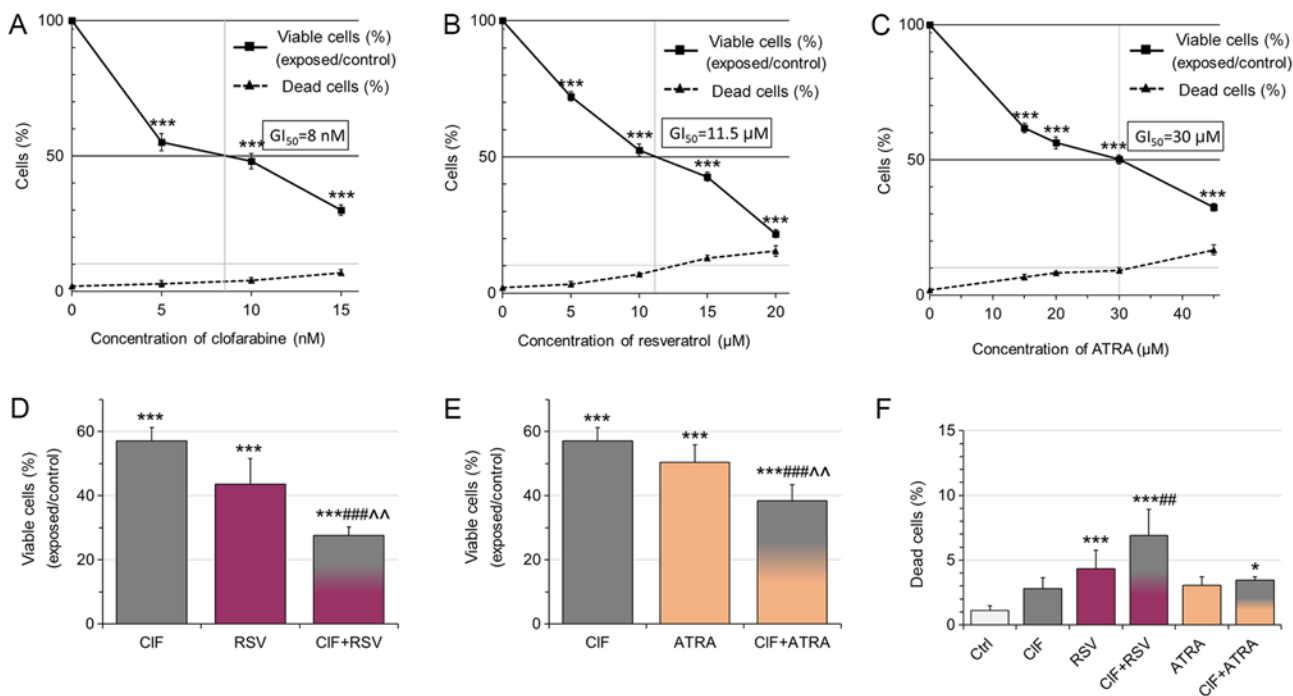 A
100
50
0
Cells (%)
Viable cells (%)
(exposed/control)
Dead cells (%)
***
***
***
GI₅₀=8 nM
0
5
10
15
Concentration of clofarabine (nM)
B
100
50
0
Cells (%)
Viable cells (%)
(exposed/control)
Dead cells (%)
***
***
***
***
GI₅₀=11.5 µM
0
5
10
15
20
Concentration of resveratrol (µM)
C
100
50
0
Cells (%)
Viable cells (%)
(exposed/control)
Dead cells (%)
***
***
***
***
GI₅₀=30 µM
0
10
20
30
40
Concentration of ATRA (µM)
D
Viable cells (%)
(exposed/control)
60
40
20
0
***
***
***###^^
ClF
RSV
ClF+RSV
E
Viable cells (%)
(exposed/control)
60
40
20
0
***
***
***###^^
ClF
ATRA
ClF+ATRA
F
Dead cells (%)
15
10
5
0
***
***##
*
Ctrl
ClF
RSV
ClF+RSV
ATRA
ClF+ATRA